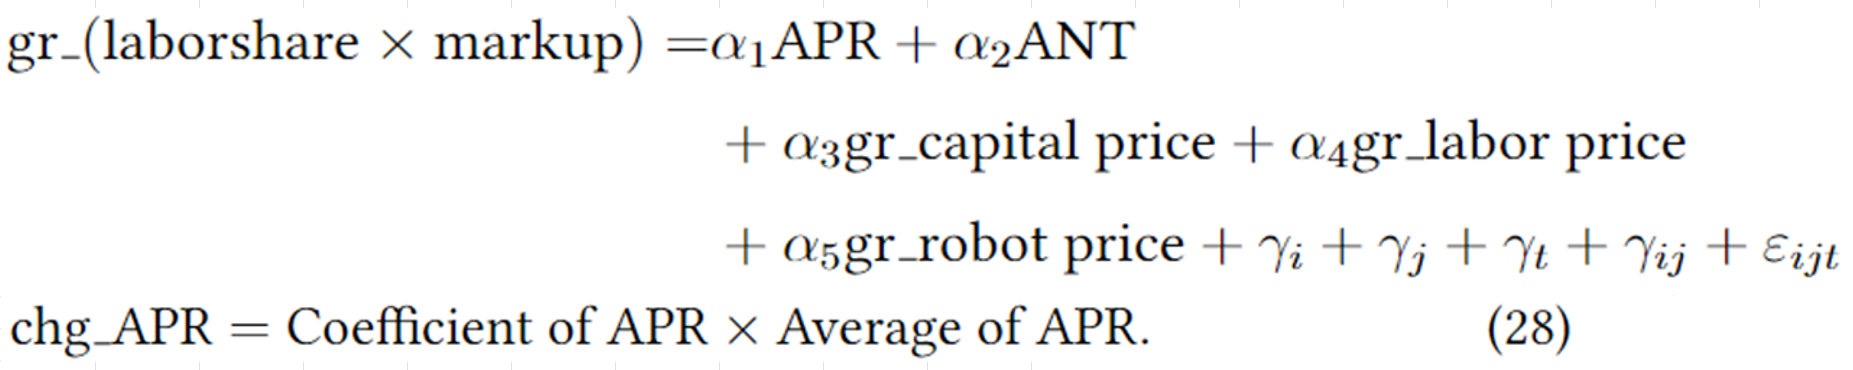 gr_(laborshare × markup) =α₁APR + α₂ANT
+ α₃gr_capital price + α₄gr_labor price
+ α₅gr_robot price + γᵢ + γⱼ + γₜ + γᵢⱼ + εᵢⱼₜ
chg_APR = Coefficient of APR × Average of APR. (28)